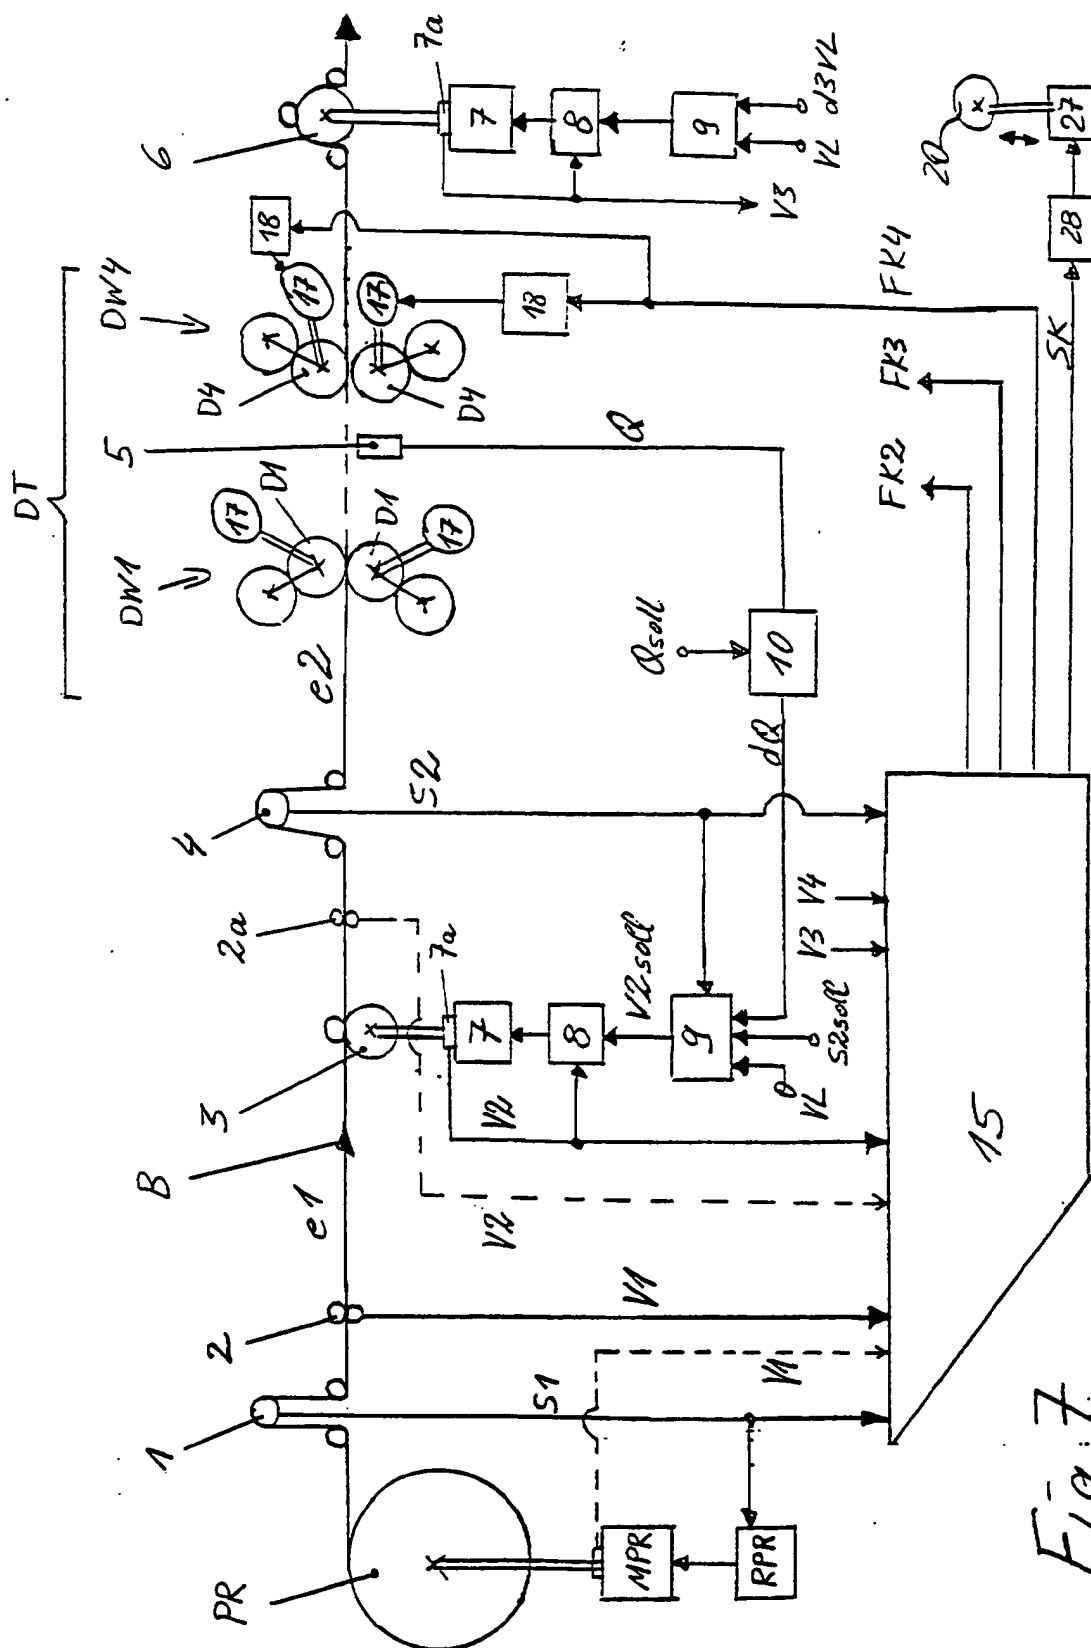 DT
DW1
DW4
PR
1
2
e1
B
3
2a
4
e2
17
D1
D1
17
5
D4
17
18
17
D4
18
6
7a
7
8
9
VL
d3VL
V3
S1
V1
V1
V2
V2
7a
7
8
V2soll
9
VL
S2soll
S2
dQ
Qsoll
10
Q
MPR
RPR
V3
V4
15
FK2
FK3
FK4
SK
28
27
20
Fig. 7